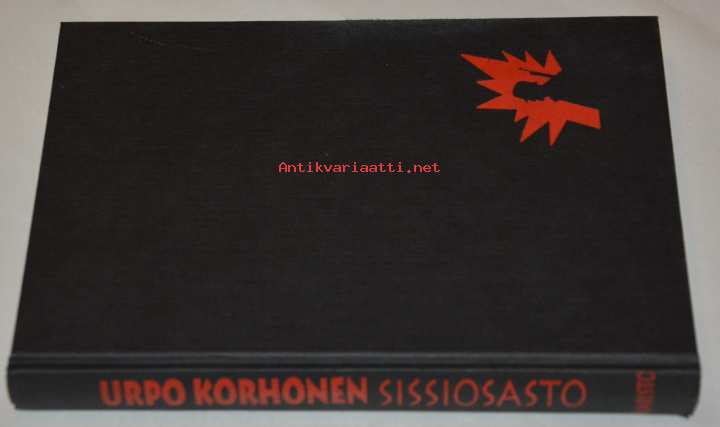 Antikvariaatti.net
URPO KORHONEN SISSIOSASTO